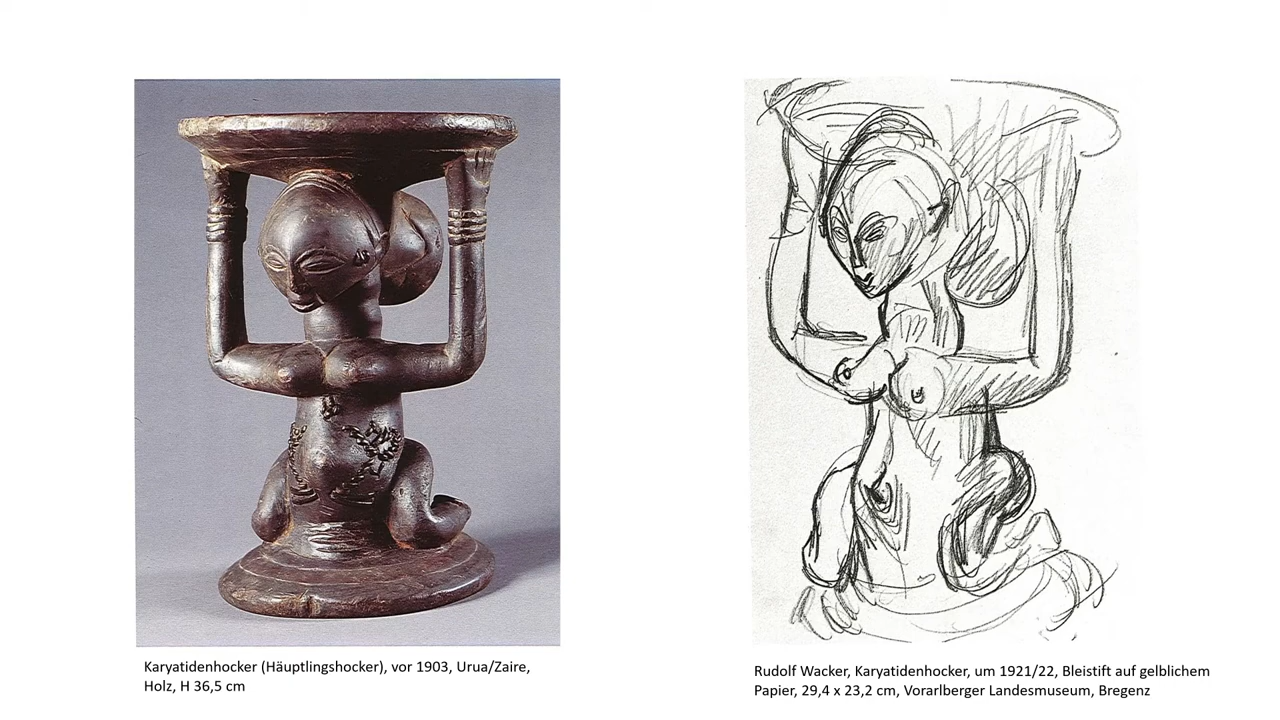 Karyatidenhocker (Häuptlingshocker), vor 1903, Urua/Zaire,
Holz, H 36,5 cm
Rudolf Wacker, Karyatidenhocker, um 1921/22, Bleistift auf gelblichem
Papier, 29,4 x 23,2 cm, Vorarlberger Landesmuseum, Bregenz